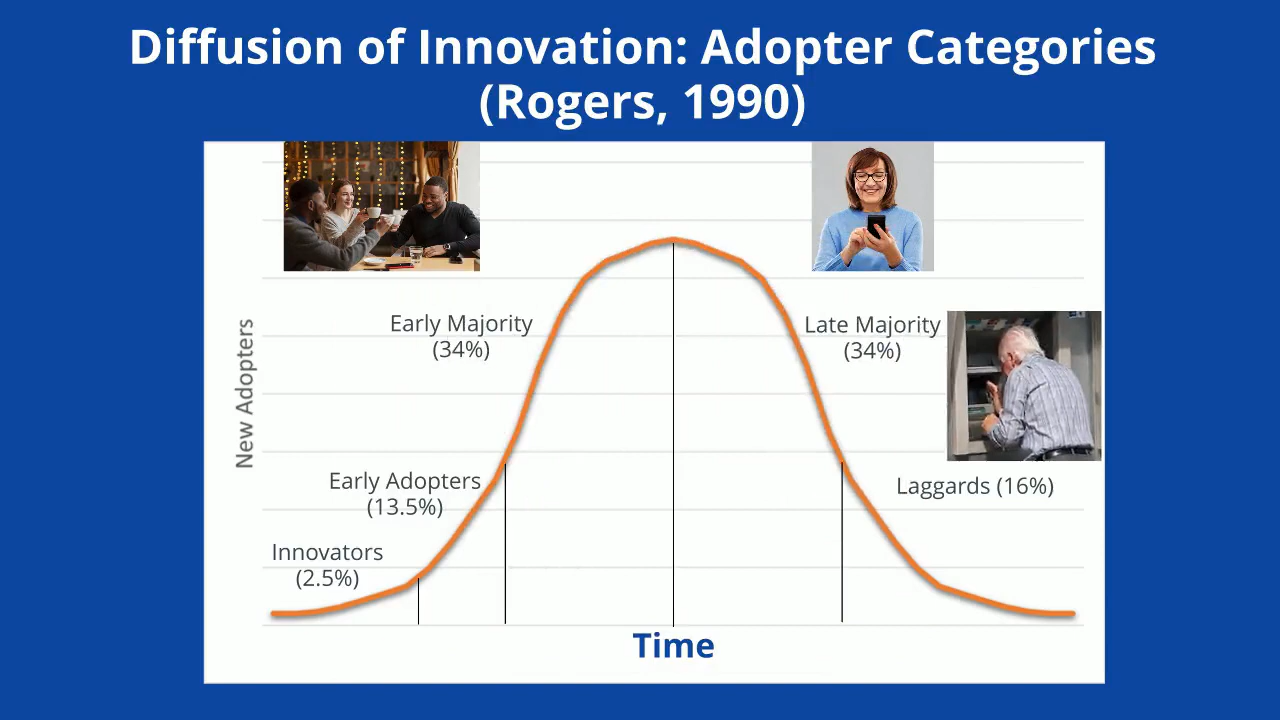 Diffusion of Innovation: Adopter Categories
(Rogers, 1990)
New Adopters
Early Majority
(34%)
Late Majority
(34%)
Early Adopters
(13.5%)
Laggards (16%)
Innovators
(2.5%)
Time